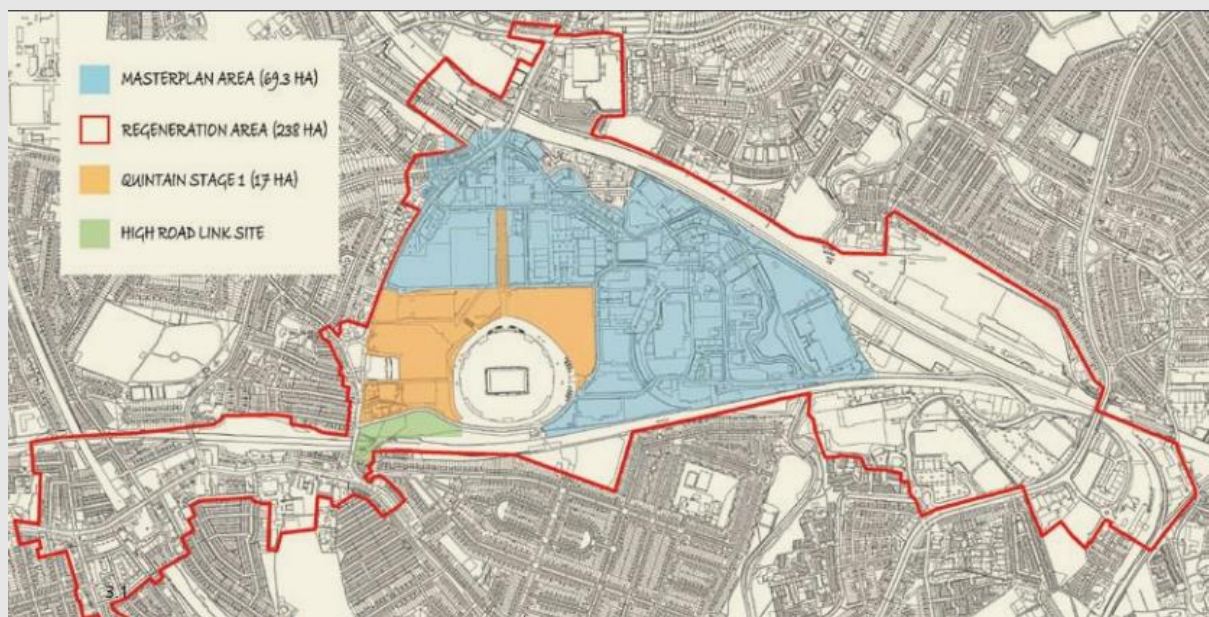 MASTERPLAN AREA (69.3 HA)
REGENERATION AREA (238 HA)
QUINTAIN STAGE 1 (17 HA)
HIGH ROAD LINK SITE
3.1